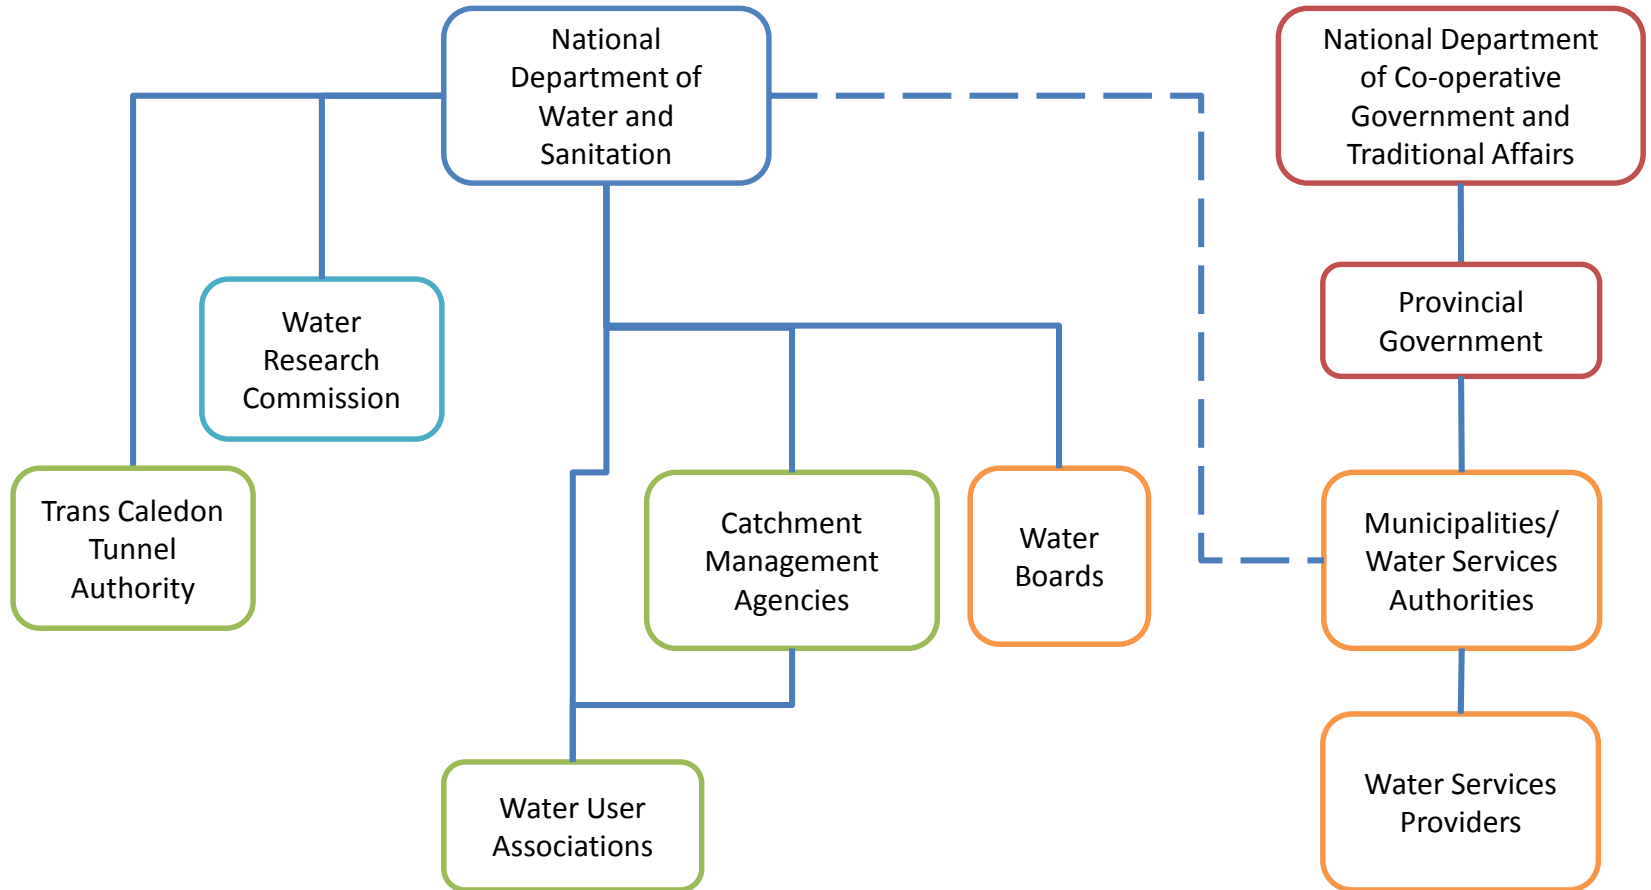 National
Department of
Water and
Sanitation
National Department
of Co-operative
Government and
Traditional Affairs
Water
Research
Commission
Provincial
Government
Trans Caledon
Tunnel
Authority
Catchment
Management
Agencies
Water
Boards
Municipalities/
Water Services
Authorities
Water User
Associations
Water Services
Providers